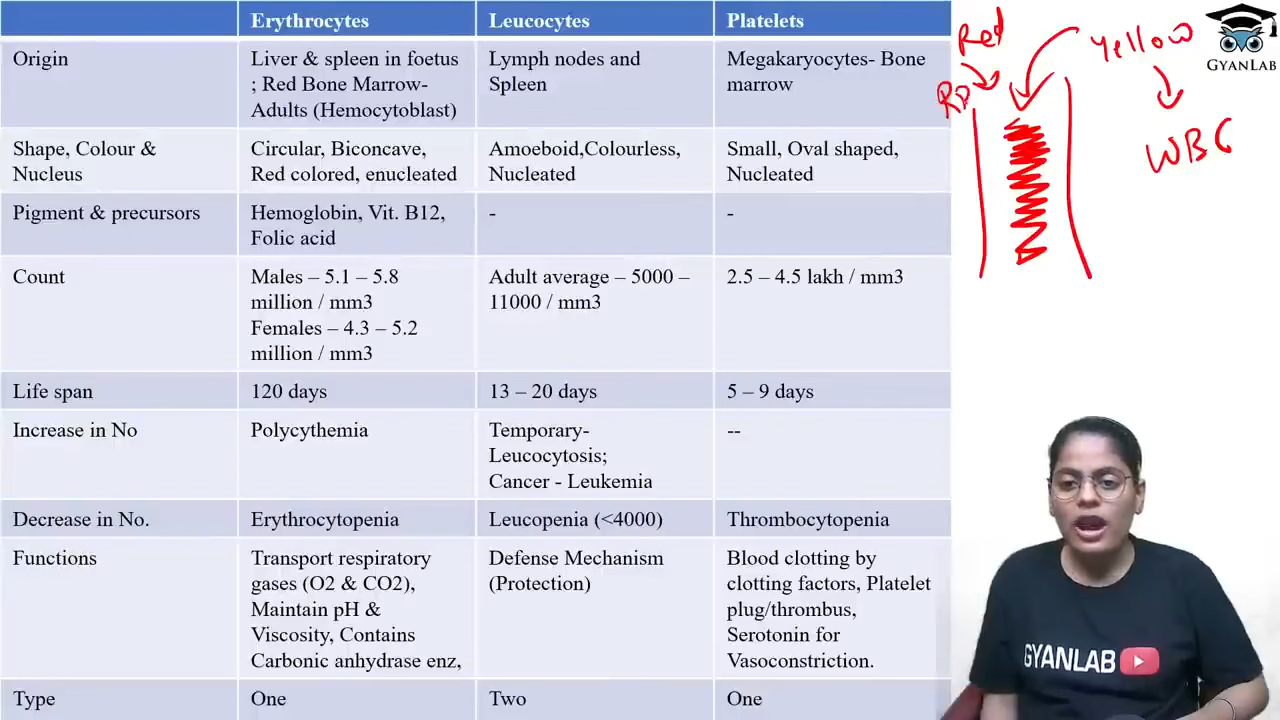 Erythrocytes Leucocytes Platelets
Origin
Liver & spleen in foetus
; Red Bone Marrow-
Adults (Hemocytoblast)
Lymph nodes and
Spleen
Megakaryocytes- Bone
marrow
Shape, Colour &
Nucleus
Circular, Biconcave,
Red colored, enucleated
Amoeboid,Colourless,
Nucleated
Small, Oval shaped,
Nucleated
Pigment & precursors
Hemoglobin, Vit. B12,
Folic acid
-
-
Count
Males – 5.1 – 5.8
million / mm3
Females – 4.3 – 5.2
million / mm3
Adult average – 5000 –
11000 / mm3
2.5 – 4.5 lakh / mm3
Life span
120 days
13 – 20 days
5 – 9 days
Increase in No
Polycythemia
Temporary-
Leucocytosis;
Cancer - Leukemia
--
Decrease in No.
Erythrocytopenia
Leucopenia (<4000)
Thrombocytopenia
Functions
Transport respiratory
gases (O2 & CO2),
Maintain pH &
Viscosity, Contains
Carbonic anhydrase enz,
Defense Mechanism
(Protection)
Blood clotting by
clotting factors, Platelet
plug/thrombus,
Serotonin for
Vasoconstriction.
Type
One
Two
One
Red
Yellow
WBC
GYANLAB
GYANLAB